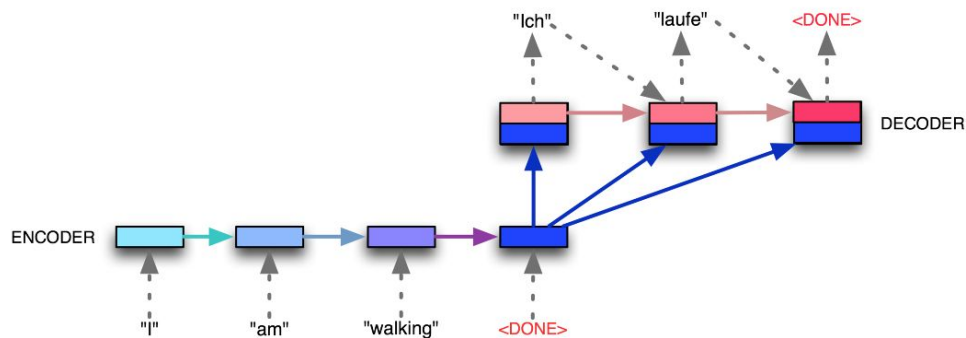 "Ich" "laufe" <DONE>
DECODER
ENCODER
"I" "am" "walking" <DONE>